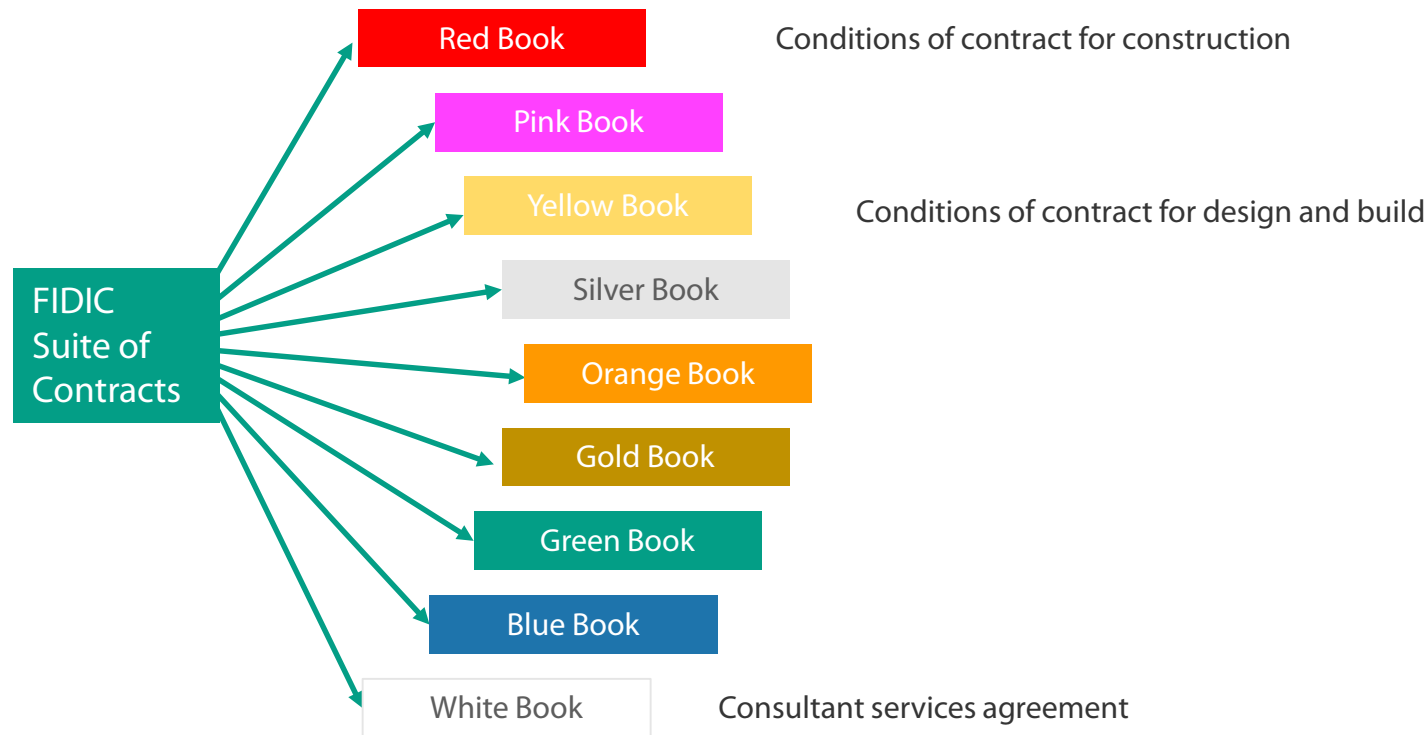 Red Book
Conditions of contract for construction
Pink Book
Yellow Book
Conditions of contract for design and build
Silver Book
FIDIC
Suite of
Contracts
Orange Book
Gold Book
Green Book
Blue Book
White Book
Consultant services agreement